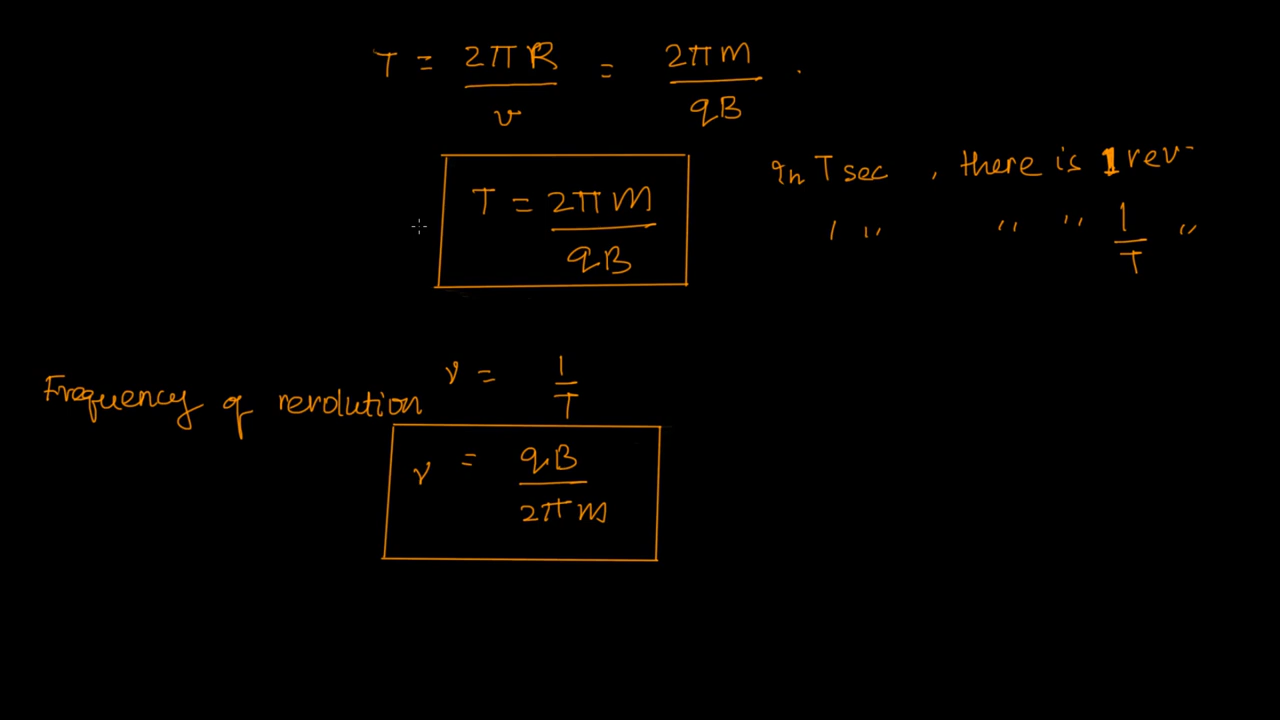 T = 2πR / v = 2πm / qB .
T = 2πm / qB
In T sec , there is 1 rev-
1 " " " 1/T "
Frequency of revolution ν = 1/T
ν = qB / 2πm